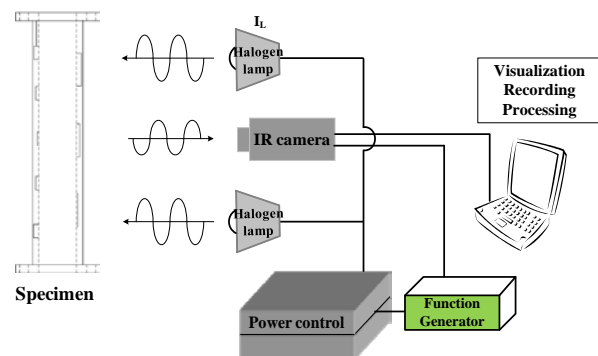 I_L
Halogen
lamp
Visualization
Recording
Processing
IR camera
Halogen
lamp
Specimen
Power control
Function
Generator